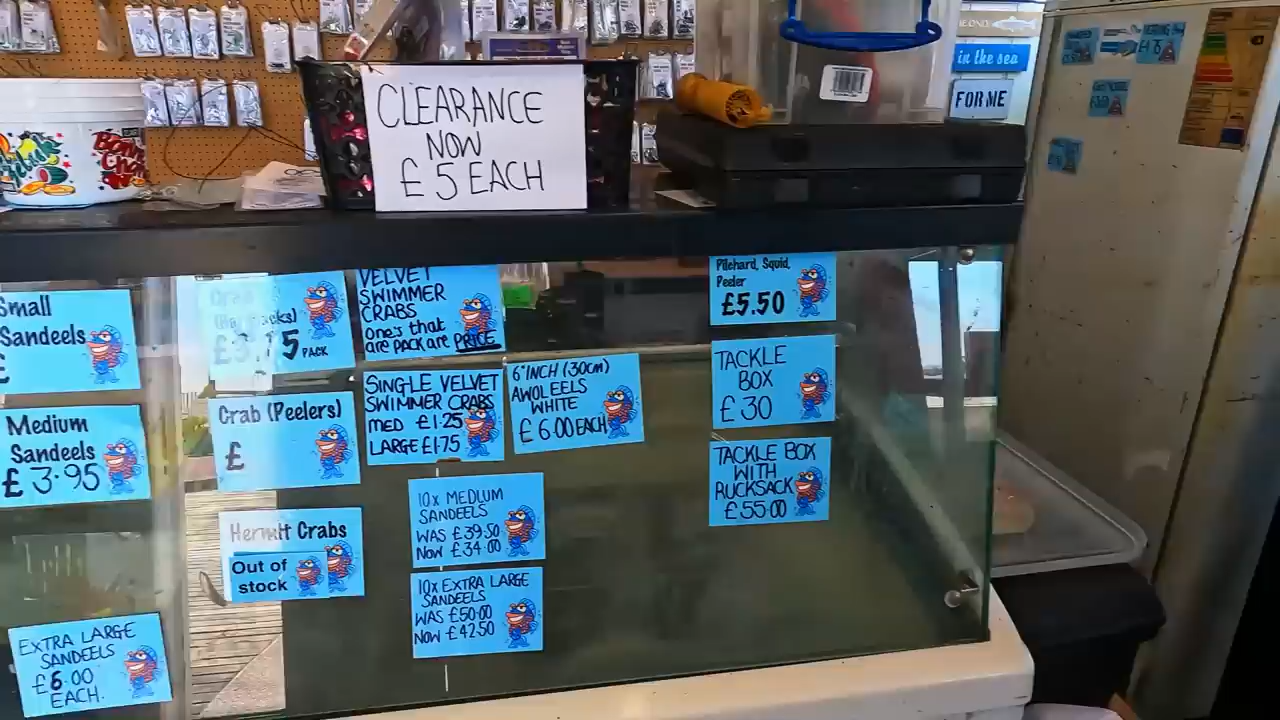 CLEARANCE
NOW
£5 EACH
in the sea
FOR ME
Small
Sandeels
£
Medium
Sandeels
£3.95
EXTRA LARGE
SANDEELS
£6.00
EACH.
5 PACK
Crab (Peelers)
£
Hermit Crabs
Out of
stock
VELVET
SWIMMER
CRABS
one's that
are PACK are PRICE
SINGLE VELVET
SWIMMER CRABS
MED £1.25
LARGE £1.75
6"INCH (30cm)
AWOL EELS
WHITE
£6.00 EACH
10x MEDIUM
SANDEELS
WAS £39.50
NOW £34.00
10x EXTRA LARGE
SANDEELS
WAS £50.00
NOW £42.50
Pilchard, Squid,
Peeler
£5.50
TACKLE
BOX
£30
TACKLE BOX
WITH
RUCKSACK
£55.00